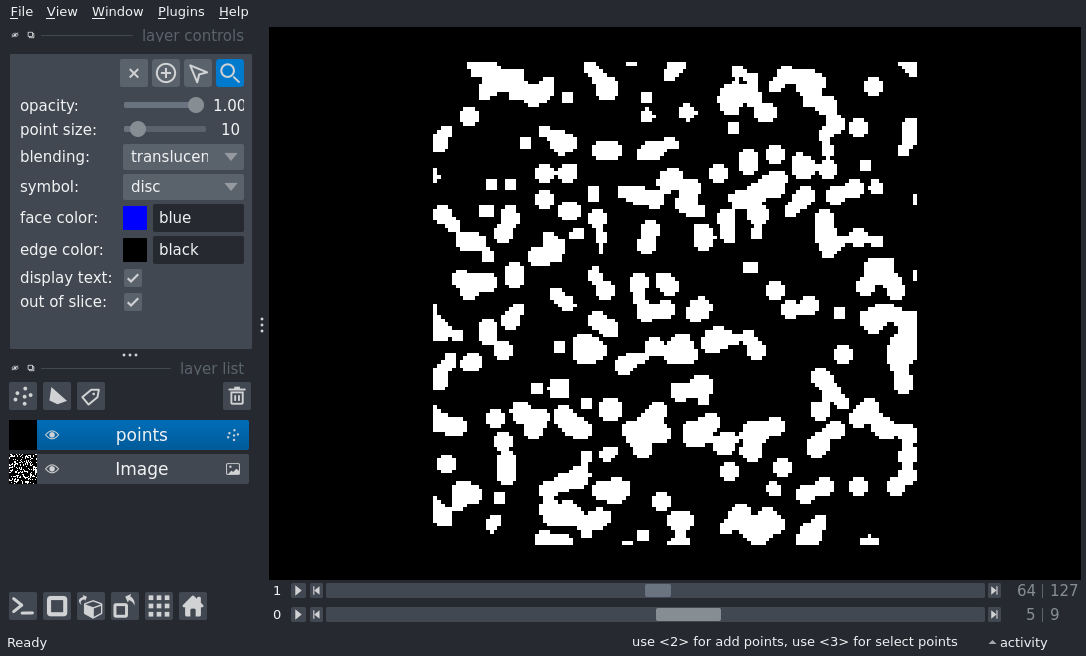 File View Window Plugins Help
layer controls
opacity: 1.00
point size: 10
blending: translucen
symbol: disc
face color: blue
edge color: black
display text:
out of slice:
layer list
points
Image
1 64 127
0 5 9
Ready use <2> for add points, use <3> for select points activity